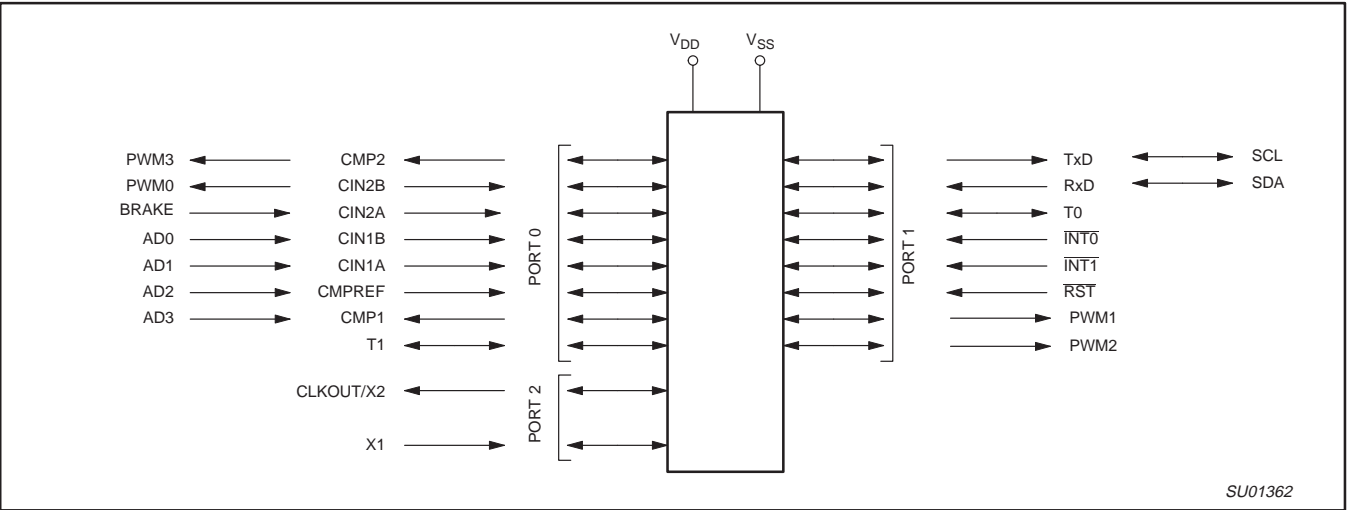 VDD VSS
PWM3 CMP2 TxD SCL
PWM0 CIN2B RxD SDA
BRAKE CIN2A T0
AD0 CIN1B INT0
AD1 CIN1A INT1
AD2 CMPREF RST
AD3 CMP1 PWM1
T1 PWM2
PORT 0
PORT 1
CLKOUT/X2
X1
PORT 2
SU01362